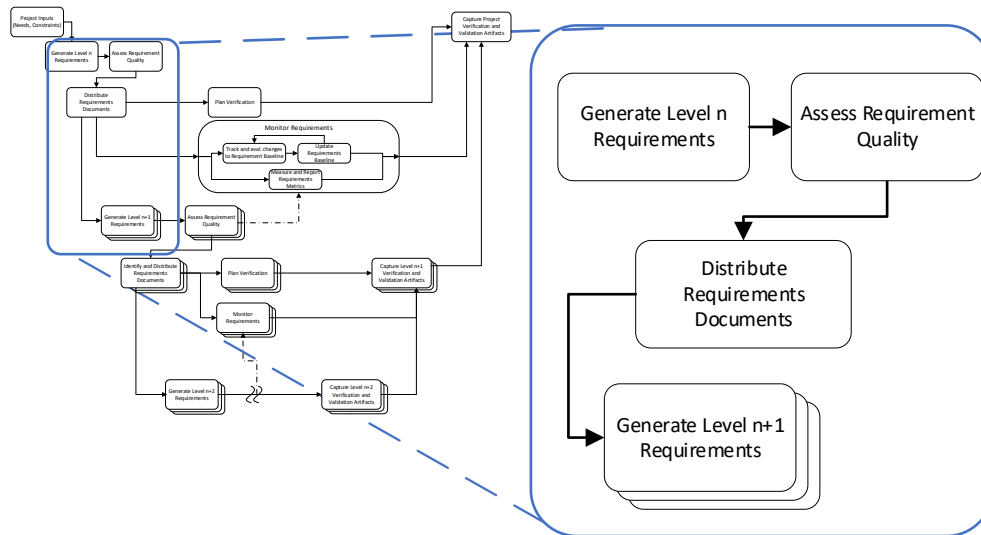 Project Inputs
(Needs, Constraints)
Generate Level n
Requirements
Assess Requirement
Quality
Distribute
Requirements
Documents
Plan Verification
Capture Project
Verification and
Validation Artifacts
Monitor Requirements
Track and eval. changes
to Requirement Baseline
Update
Requirements
Baseline
Measure and Report
Requirements
Metrics
Generate Level n+1
Requirements
Assess Requirement
Quality
Identify and Distribute
Requirements
Documents
Plan Verification
Capture Level n+1
Verification and
Validation Artifacts
Monitor
Requirements
Generate Level n+2
Requirements
Capture Level n+2
Verification and
Validation Artifacts
Generate Level n
Requirements
Assess Requirement
Quality
Distribute
Requirements
Documents
Generate Level n+1
Requirements